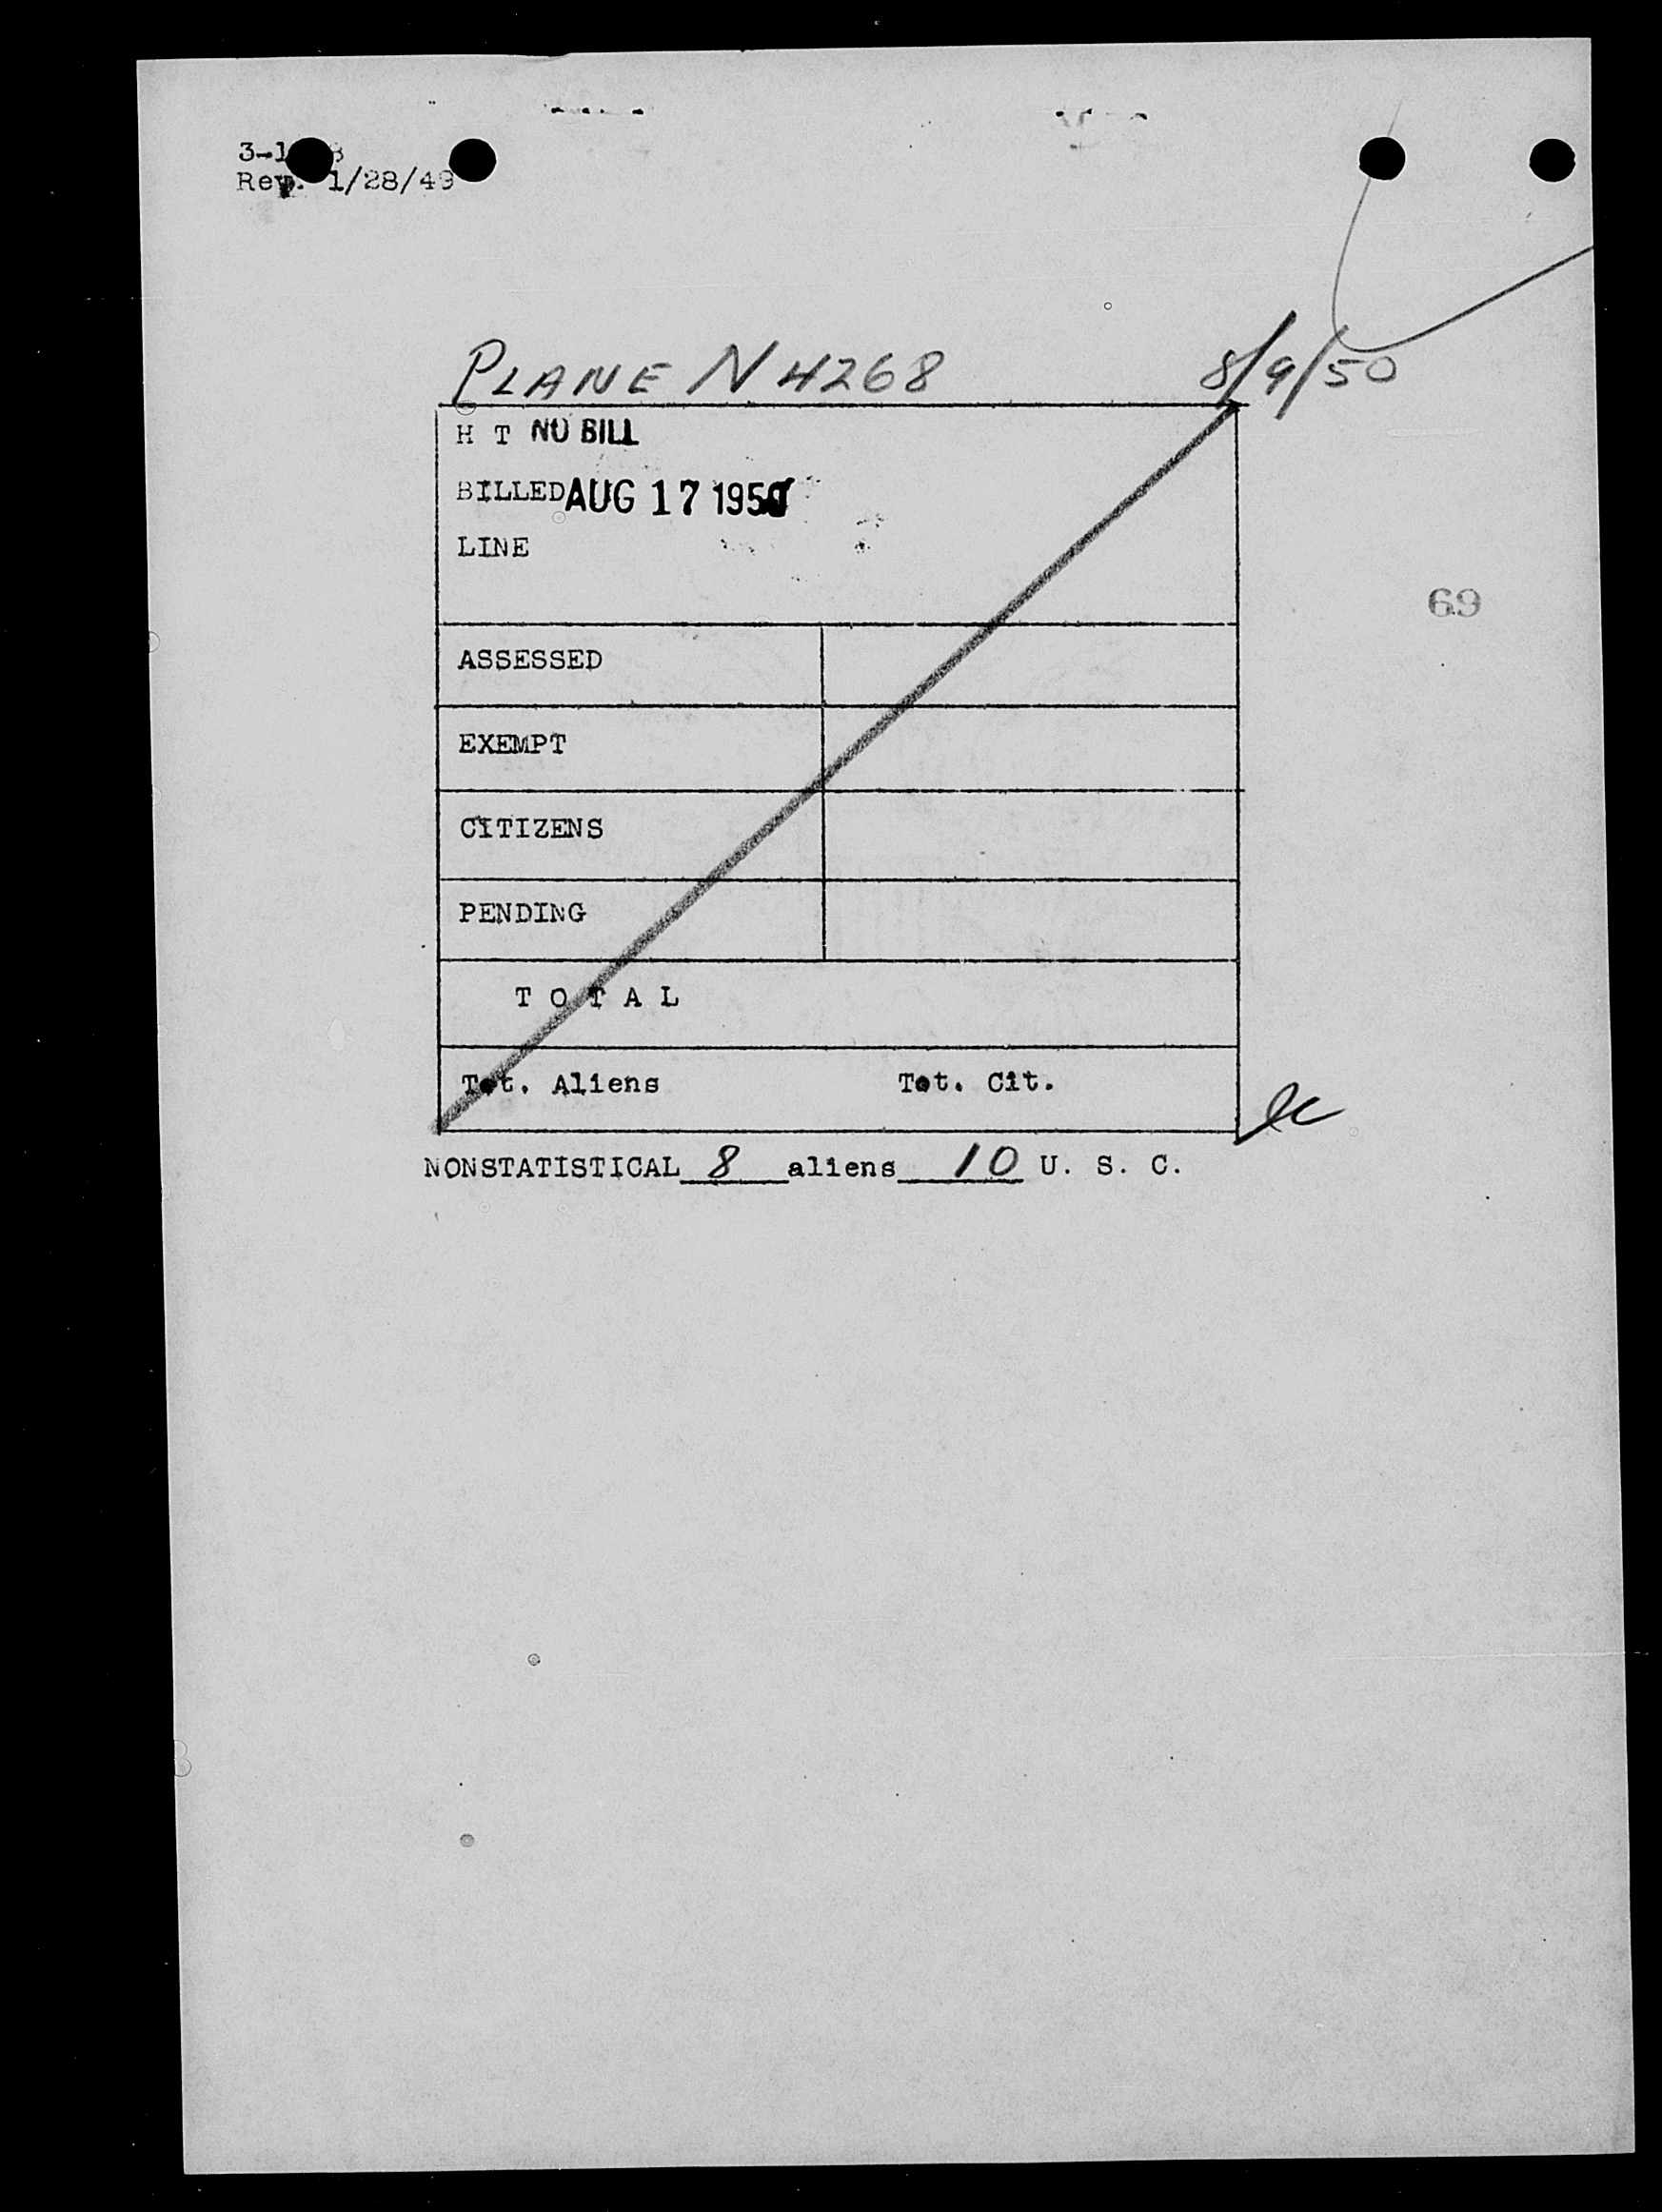 Rev. 1/28/49
PLANE N4268 8/9/50
H T NO BILL
BILLED AUG 17 1950
LINE
69
ASSESSED
EXEMPT
CITIZENS
PENDING
T O T A L
Tot. Aliens Tot. Cit.
NONSTATISTICAL 8 aliens 10 U. S. C.